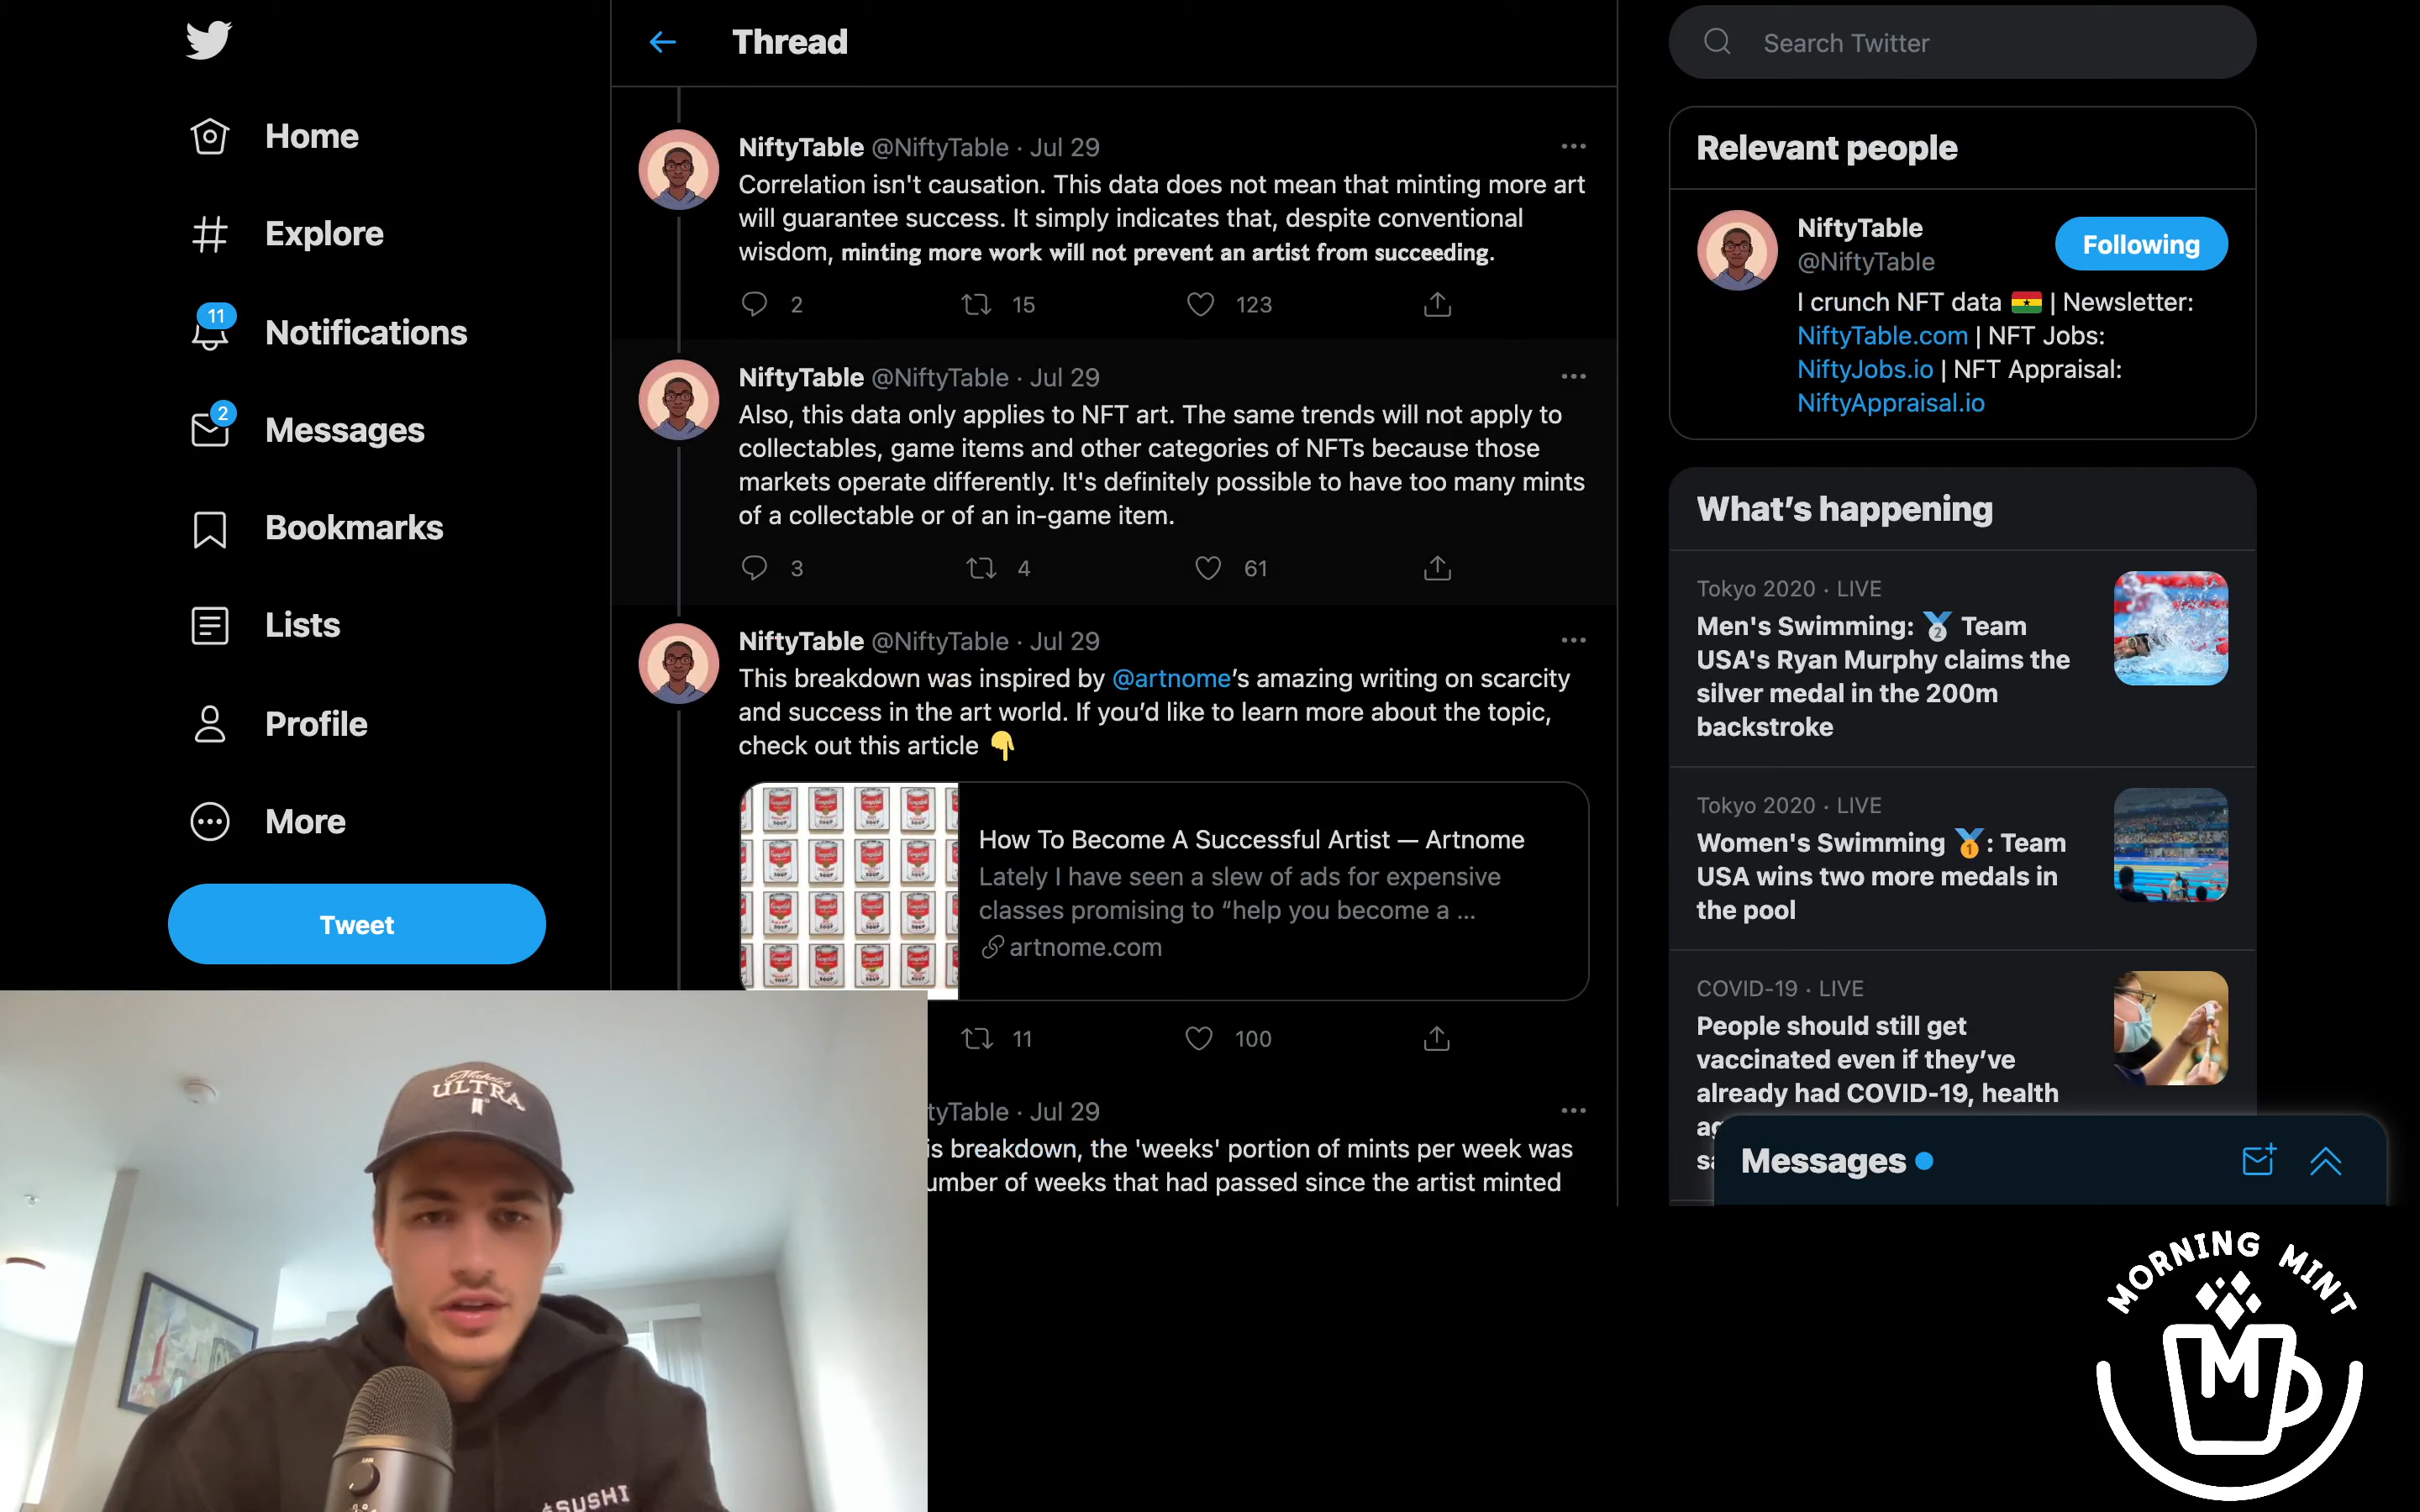 Home
Explore
11
Notifications
2
Messages
Bookmarks
Lists
Profile
More
Tweet
Thread
NiftyTable @NiftyTable · Jul 29
Correlation isn't causation. This data does not mean that minting more art
will guarantee success. It simply indicates that, despite conventional
wisdom, minting more work will not prevent an artist from succeeding.
2 15 123
NiftyTable @NiftyTable · Jul 29
Also, this data only applies to NFT art. The same trends will not apply to
collectables, game items and other categories of NFTs because those
markets operate differently. It's definitely possible to have too many mints
of a collectable or of an in-game item.
3 4 61
NiftyTable @NiftyTable · Jul 29
This breakdown was inspired by @artnome’s amazing writing on scarcity
and success in the art world. If you’d like to learn more about the topic,
check out this article 👇
How To Become A Successful Artist — Artnome
Lately I have seen a slew of ads for expensive
classes promising to “help you become a ...
artnome.com
11 100
tyTable · Jul 29
is breakdown, the 'weeks' portion of mints per week was
umber of weeks that had passed since the artist minted
Search Twitter
Relevant people
NiftyTable
@NiftyTable
Following
I crunch NFT data 🇬🇭 | Newsletter:
NiftyTable.com | NFT Jobs:
NiftyJobs.io | NFT Appraisal:
NiftyAppraisal.io
What’s happening
Tokyo 2020 · LIVE
Men's Swimming: 🥈 Team
USA's Ryan Murphy claims the
silver medal in the 200m
backstroke
Tokyo 2020 · LIVE
Women's Swimming 🥇: Team
USA wins two more medals in
the pool
COVID-19 · LIVE
People should still get
vaccinated even if they’ve
already had COVID-19, health
Messages
Michelob
ULTRA
SUSHI
MORNING MINT
M